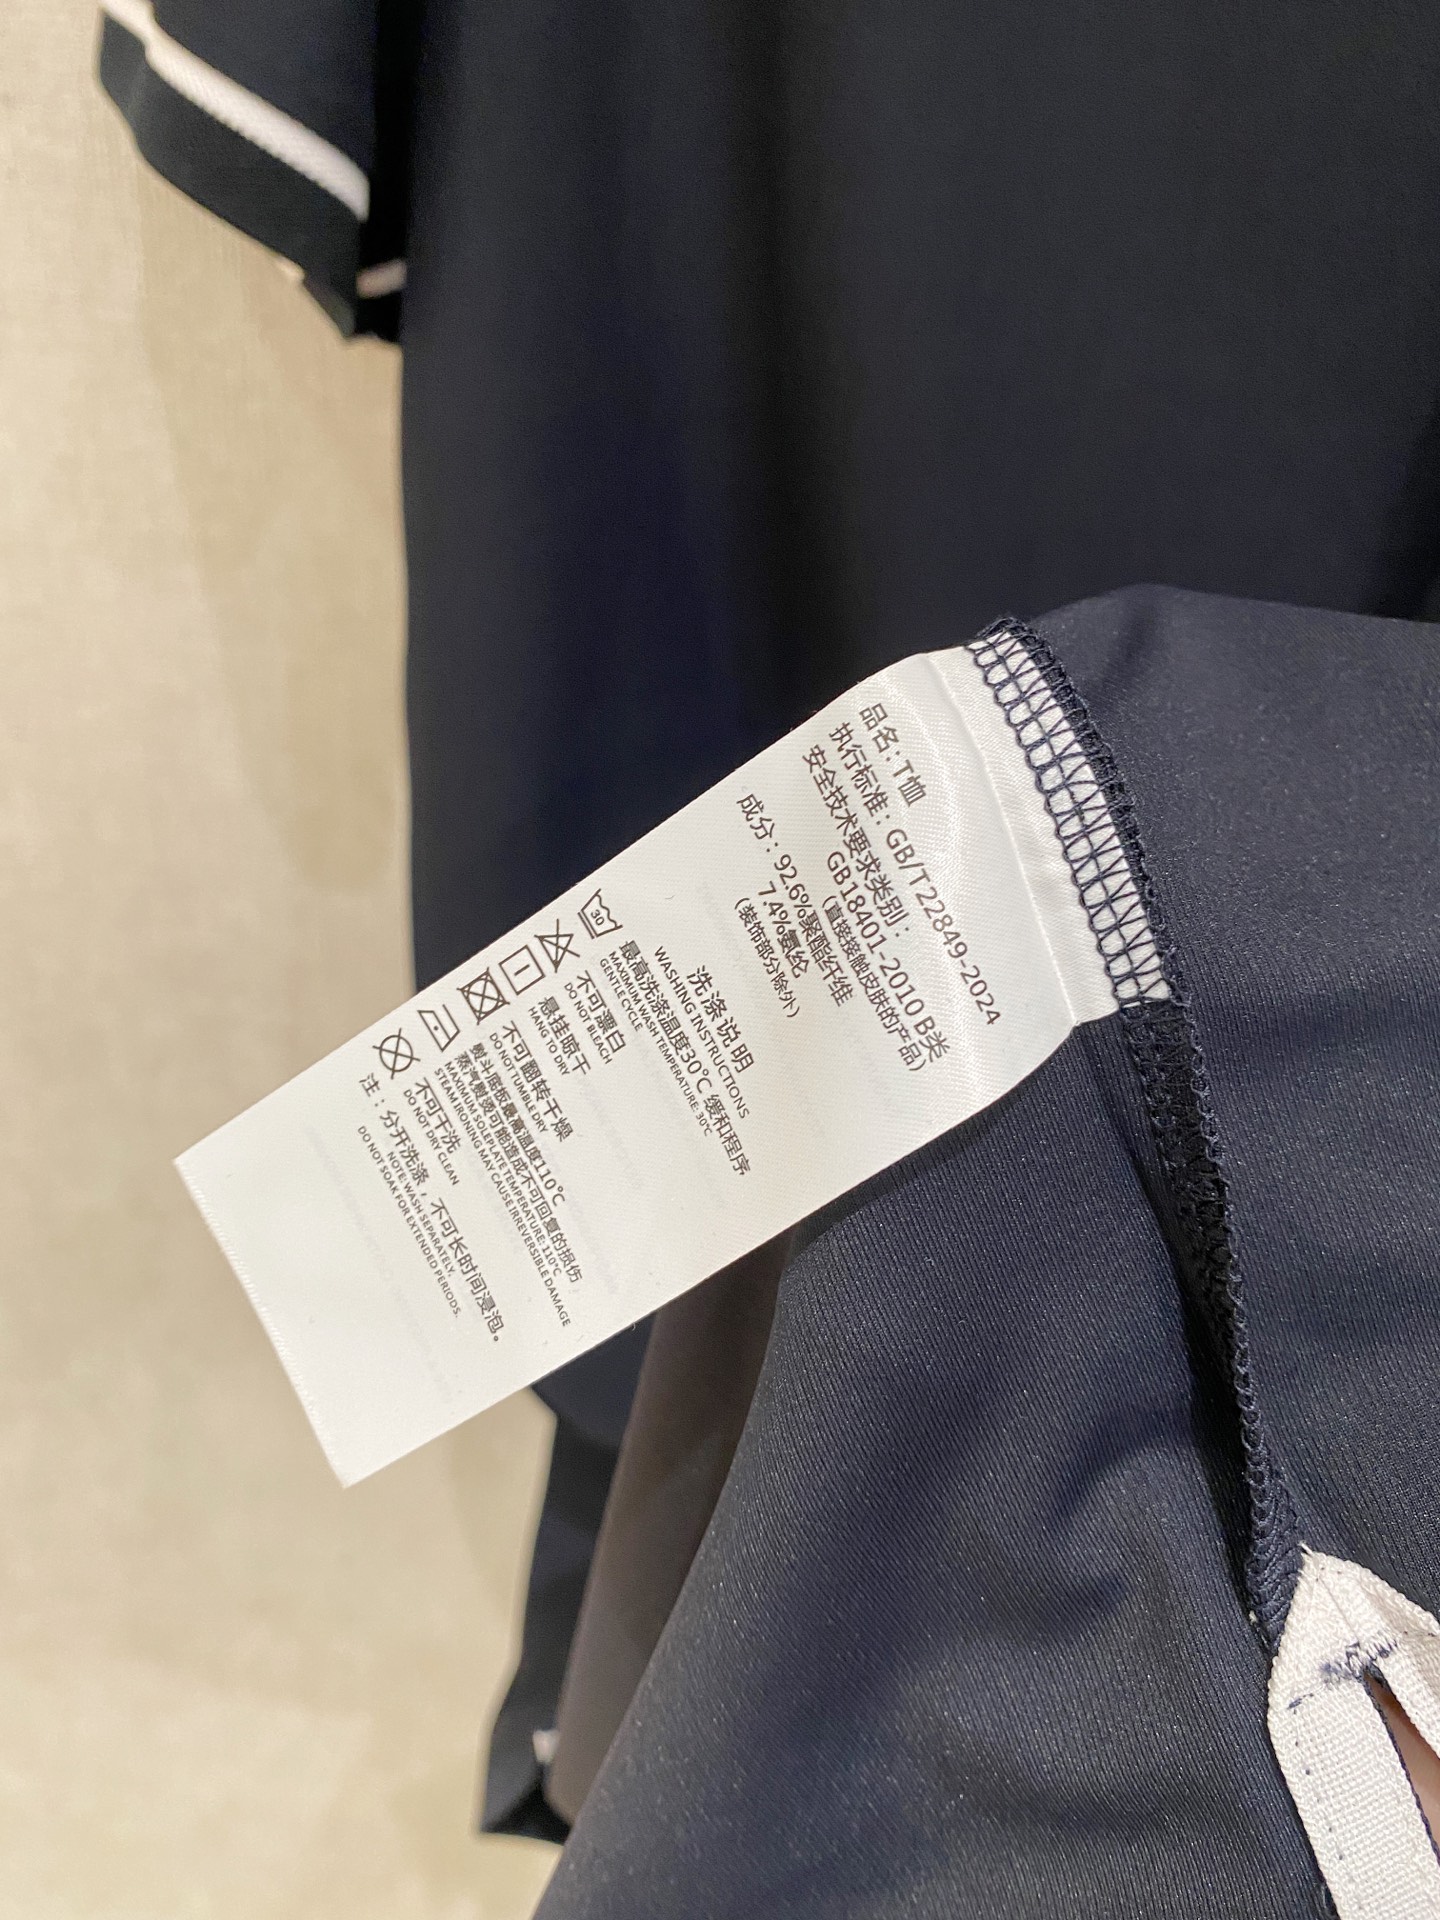 品名：T恤
执行标准：GB/T22849-2024
安全技术要求类别：
GB18401-2010 B类
(直接接触皮肤的产品)
成分：92.6%聚酯纤维
7.4%氨纶
(装饰部分除外)
洗涤说明
WASHING INSTRUCTIONS
30
最高洗涤温度30℃ 缓和程序,
MAXIMUM WASH TEMPERATURE: 30℃
GENTLE CYCLE
不可漂白
DO NOT BLEACH
悬挂晾干
HANG TO DRY
不可翻转干燥
DO NOT TUMBLE DRY
熨斗底板最高温度110℃
蒸汽熨烫可能造成不可回复的损伤
MAXIMUM SOLEPLATE TEMPERATURE: 110℃
STEAM IRONING MAY CAUSE IRREVERSIBLE DAMAGE
不可干洗
DO NOT DRY CLEAN
注：分开洗涤，不可长时间浸泡。
NOTE: WASH SEPARATELY,
DO NOT SOAK FOR EXTENDED PERIODS.